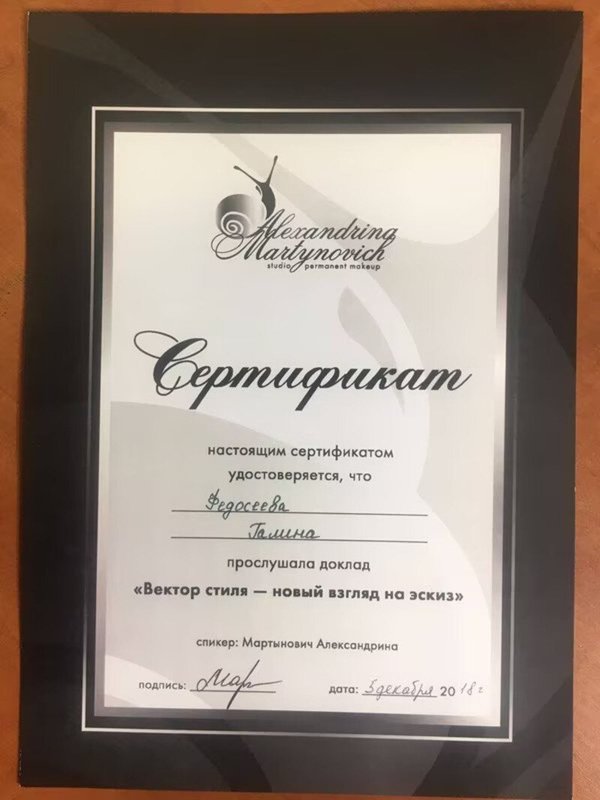 Alexandrina
Martynovich
studio permanent makeup
Сертификат
настоящим сертификатом
удостоверяется, что
Федосеева
Галина
прослушала доклад
«Вектор стиля — новый взгляд на эскиз»
спикер: Мартынович Александрина
подпись: Мар
дата: 5 декабря 2018 г